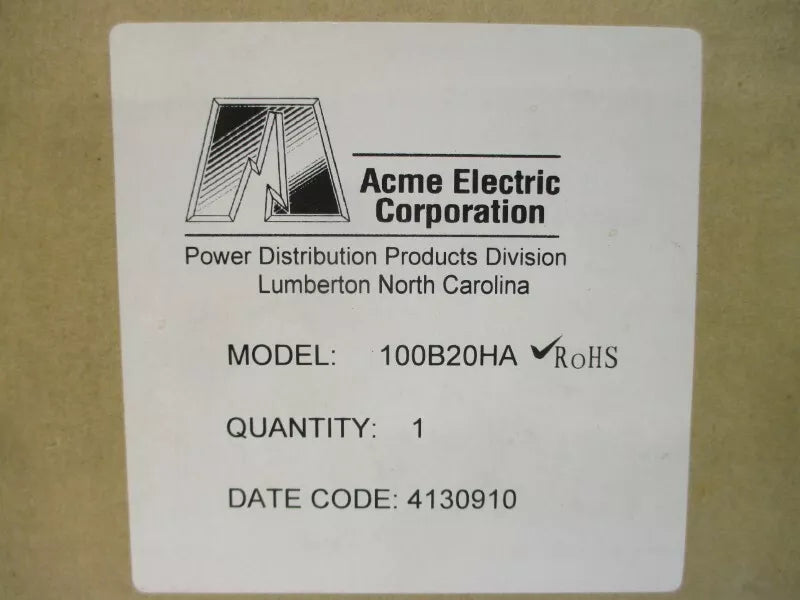 Acme Electric
Corporation
Power Distribution Products Division
Lumberton North Carolina
MODEL: 100B20HA ✓RoHS
QUANTITY: 1
DATE CODE: 4130910